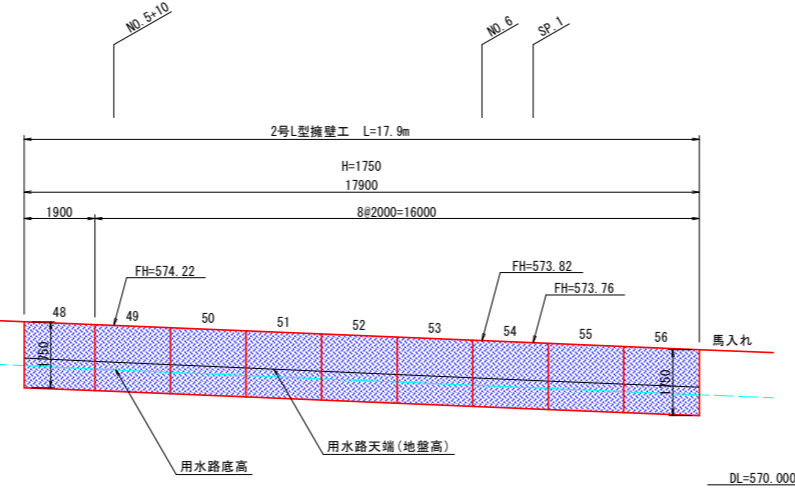 NO.5+10
NO.6
SP.1
2号L型擁壁工 L=17.9m
H=1750
17900
1900
8@2000=16000
FH=574.22
FH=573.82
FH=573.76
48
49
50
51
52
53
54
55
56
馬入れ
1750
1750
用水路天端(地盤高)
用水路底高
DL=570.000